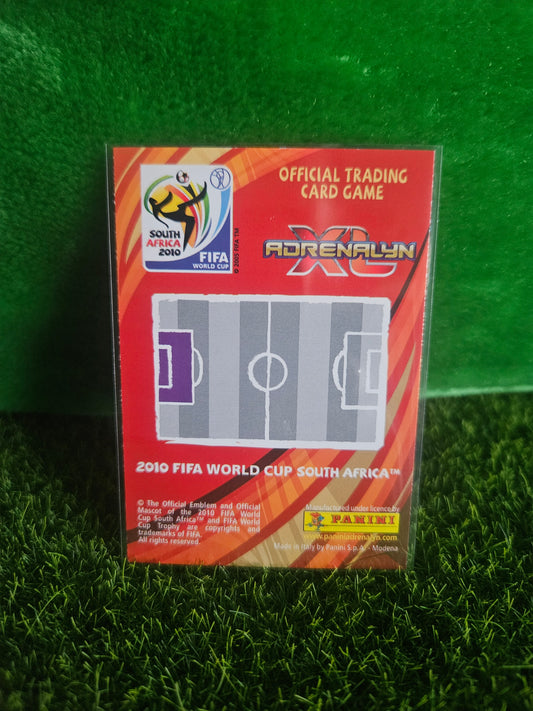 OFFICIAL TRADING
CARD GAME
SOUTH
AFRICA
2010
FIFA
WORLD CUP
© 2005 FIFA TM
ADRENALYN
XL
2010 FIFA WORLD CUP SOUTH AFRICA™
© The Official Emblem and Official
Mascot of the 2010 FIFA World
Cup South Africa™ and FIFA World
Cup Trophy are copyrights and
trademarks of FIFA.
All rights reserved.
Manufactured under licence by
PANINI
www.paniniadrenalyn.com
Made in Italy by Panini S.p.A. - Modena